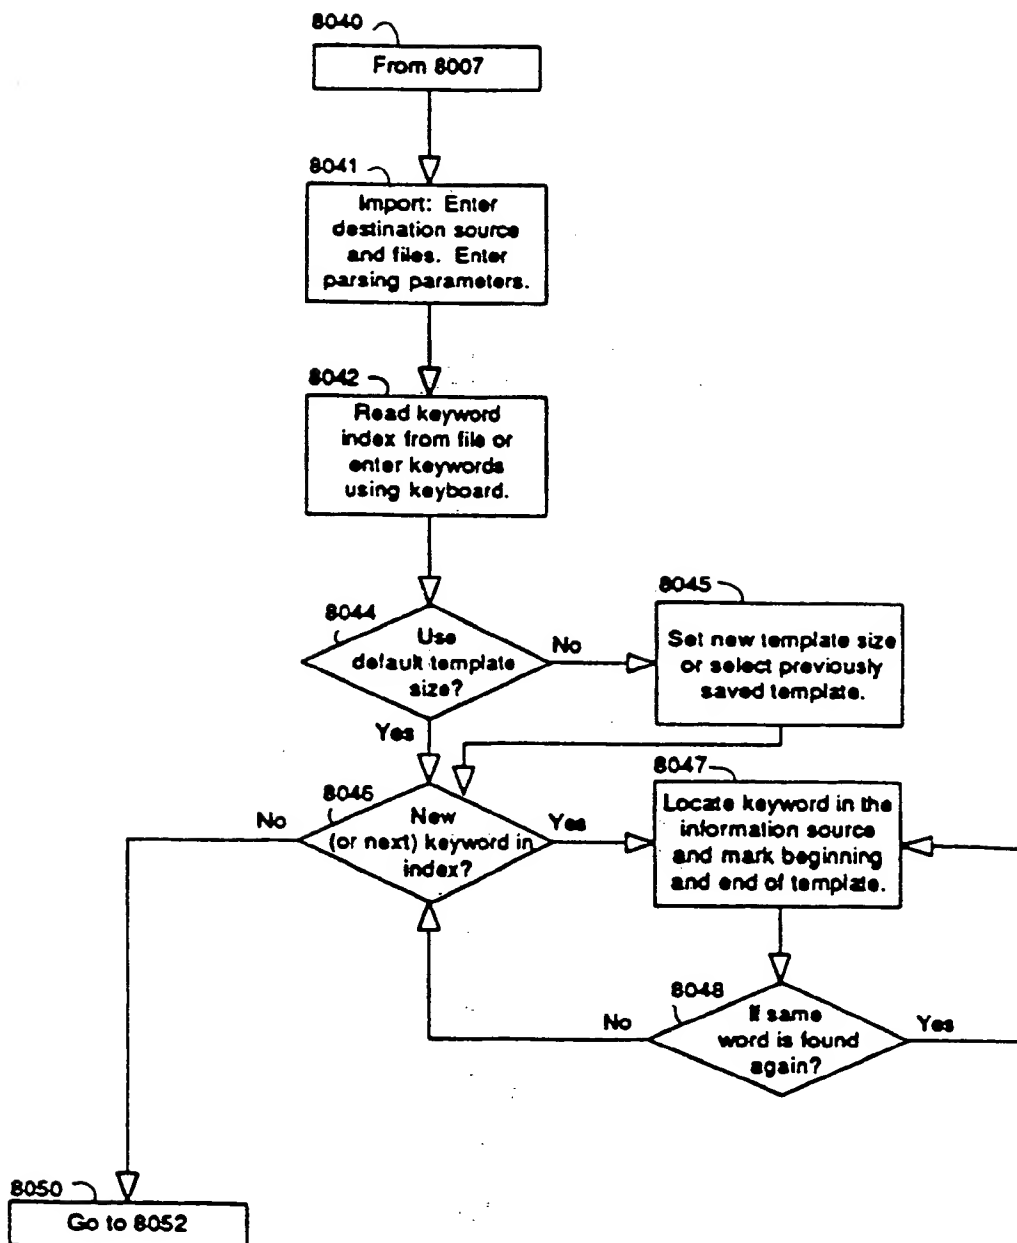 8040
From 8007
8041
Import: Enter
destination source
and files. Enter
parsing parameters.
8042
Read keyword
index from file or
enter keywords
using keyboard.
8044
Use
default template
size?
No
Yes
8045
Set new template size
or select previously
saved template.
8046
New
(or next) keyword in
index?
No
Yes
8047
Locate keyword in the
information source
and mark beginning
and end of template.
8048
If same
word is found
again?
No
Yes
8050
Go to 8052